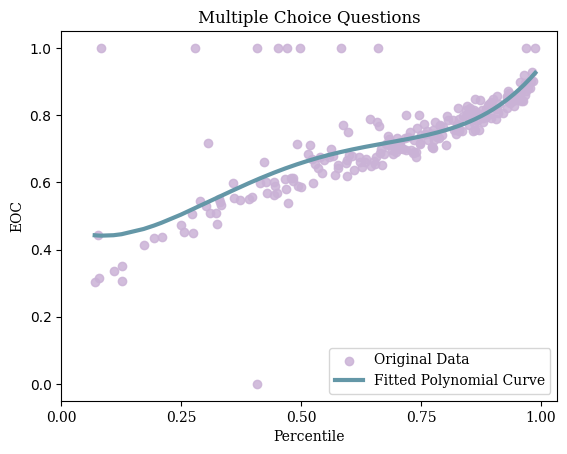 Multiple Choice Questions
EOC
1.0
0.8
0.6
0.4
0.2
0.0
Original Data
Fitted Polynomial Curve
0.00 0.25 0.50 0.75 1.00
Percentile